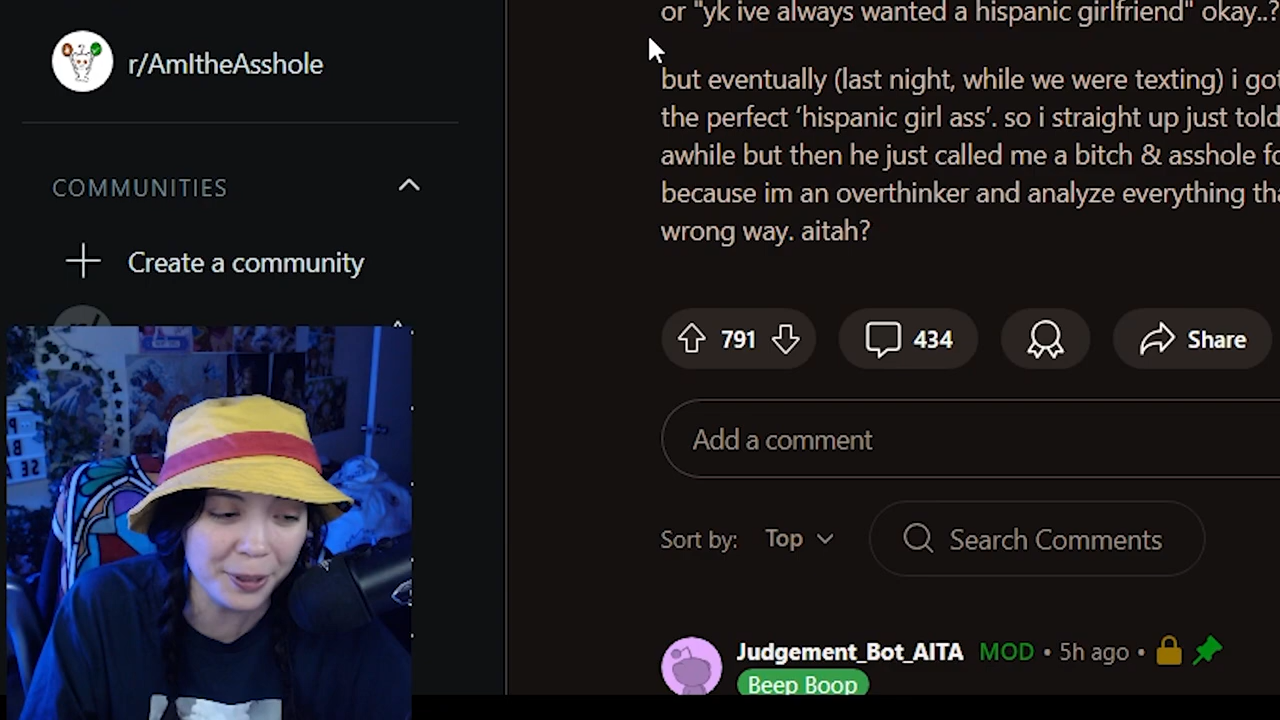 or "yk ive always wanted a hispanic girlfriend" okay..?
r/AmItheAsshole
but eventually (last night, while we were texting) i got
the perfect ‘hispanic girl ass’. so i straight up just told
awhile but then he just called me a bitch & asshole fo
because im an overthinker and analyze everything tha
wrong way. aitah?
COMMUNITIES
Create a community
791
434
Share
Add a comment
Sort by: Top
Search Comments
Judgement_Bot_AITA MOD • 5h ago •
Beep Boop